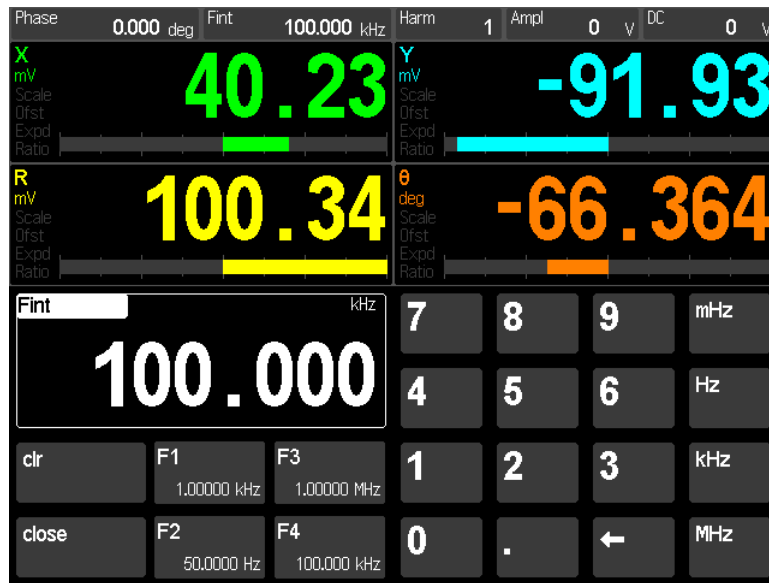 Phase 0.000 deg Fint 100.000 kHz Harm 1 Ampl 0 V DC 0 V
X
mV
Scale
Ofst
Expd
Ratio
40.23
Y
mV
Scale
Ofst
Expd
Ratio
-91.93
R
mV
Scale
Ofst
Expd
Ratio
100.34
θ
deg
Scale
Ofst
Expd
Ratio
-66.364
Fint kHz
100.000
7 8 9 mHz
4 5 6 Hz
clr F1 1.00000 kHz F3 1.00000 MHz 1 2 3 kHz
close F2 50.0000 Hz F4 100.000 kHz 0 . ← MHz